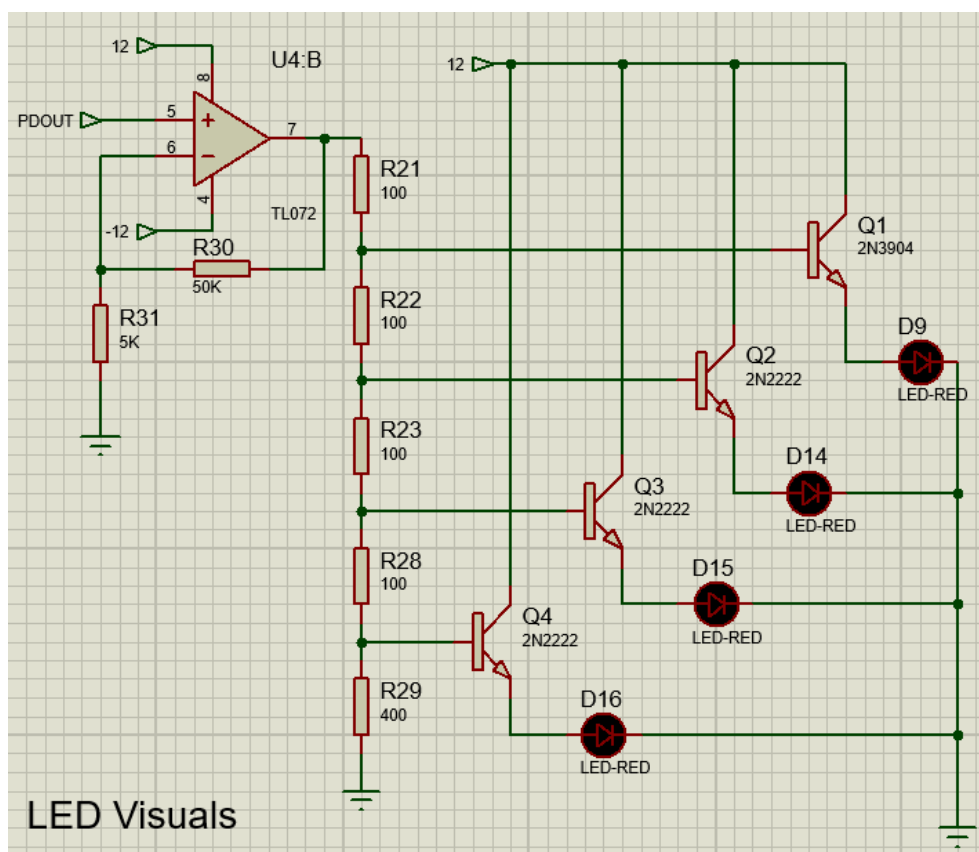 12
U4:B
8
PDOUT
5
6
7
4
-12
TL072
R30
50K
R31
5K
R21
100
R22
100
R23
100
R28
100
R29
400
12
Q1
2N3904
D9
LED-RED
Q2
2N2222
D14
LED-RED
Q3
2N2222
D15
LED-RED
Q4
2N2222
D16
LED-RED
LED Visuals